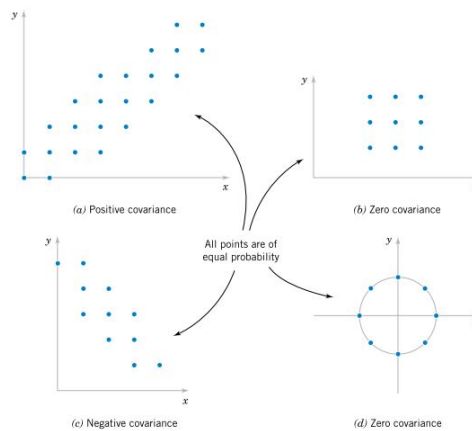 y
x
(a) Positive covariance
y
(b) Zero covariance
All points are of
equal probability
y
x
(c) Negative covariance
y
(d) Zero covariance